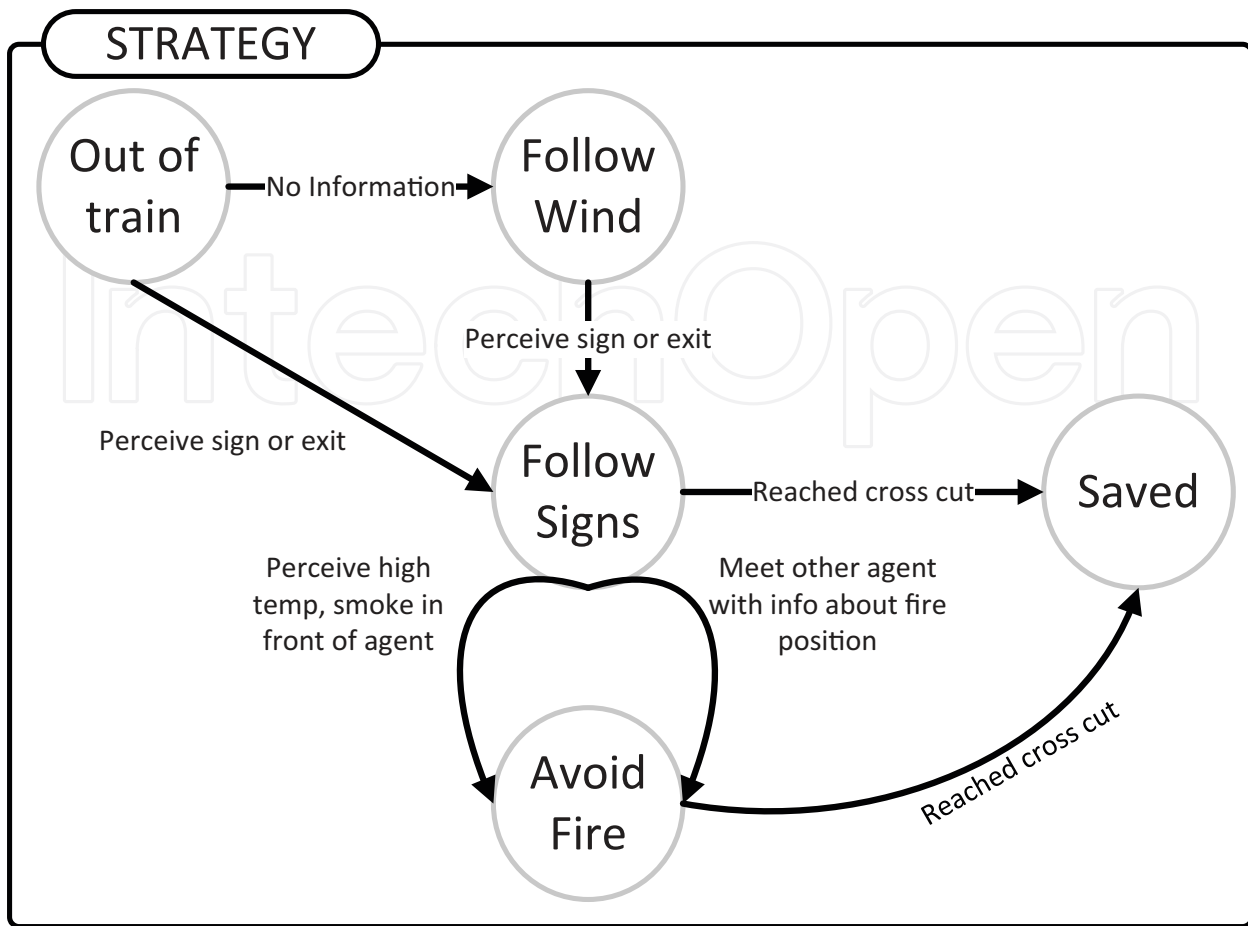 STRATEGY
Out of
train
No Information
Follow
Wind
Perceive sign or exit
IntechOpen
Perceive sign or exit
Follow
Signs
Reached cross cut
Saved
Perceive high
temp, smoke in
front of agent
Meet other agent
with info about fire
position
Avoid
Fire
Reached cross cut